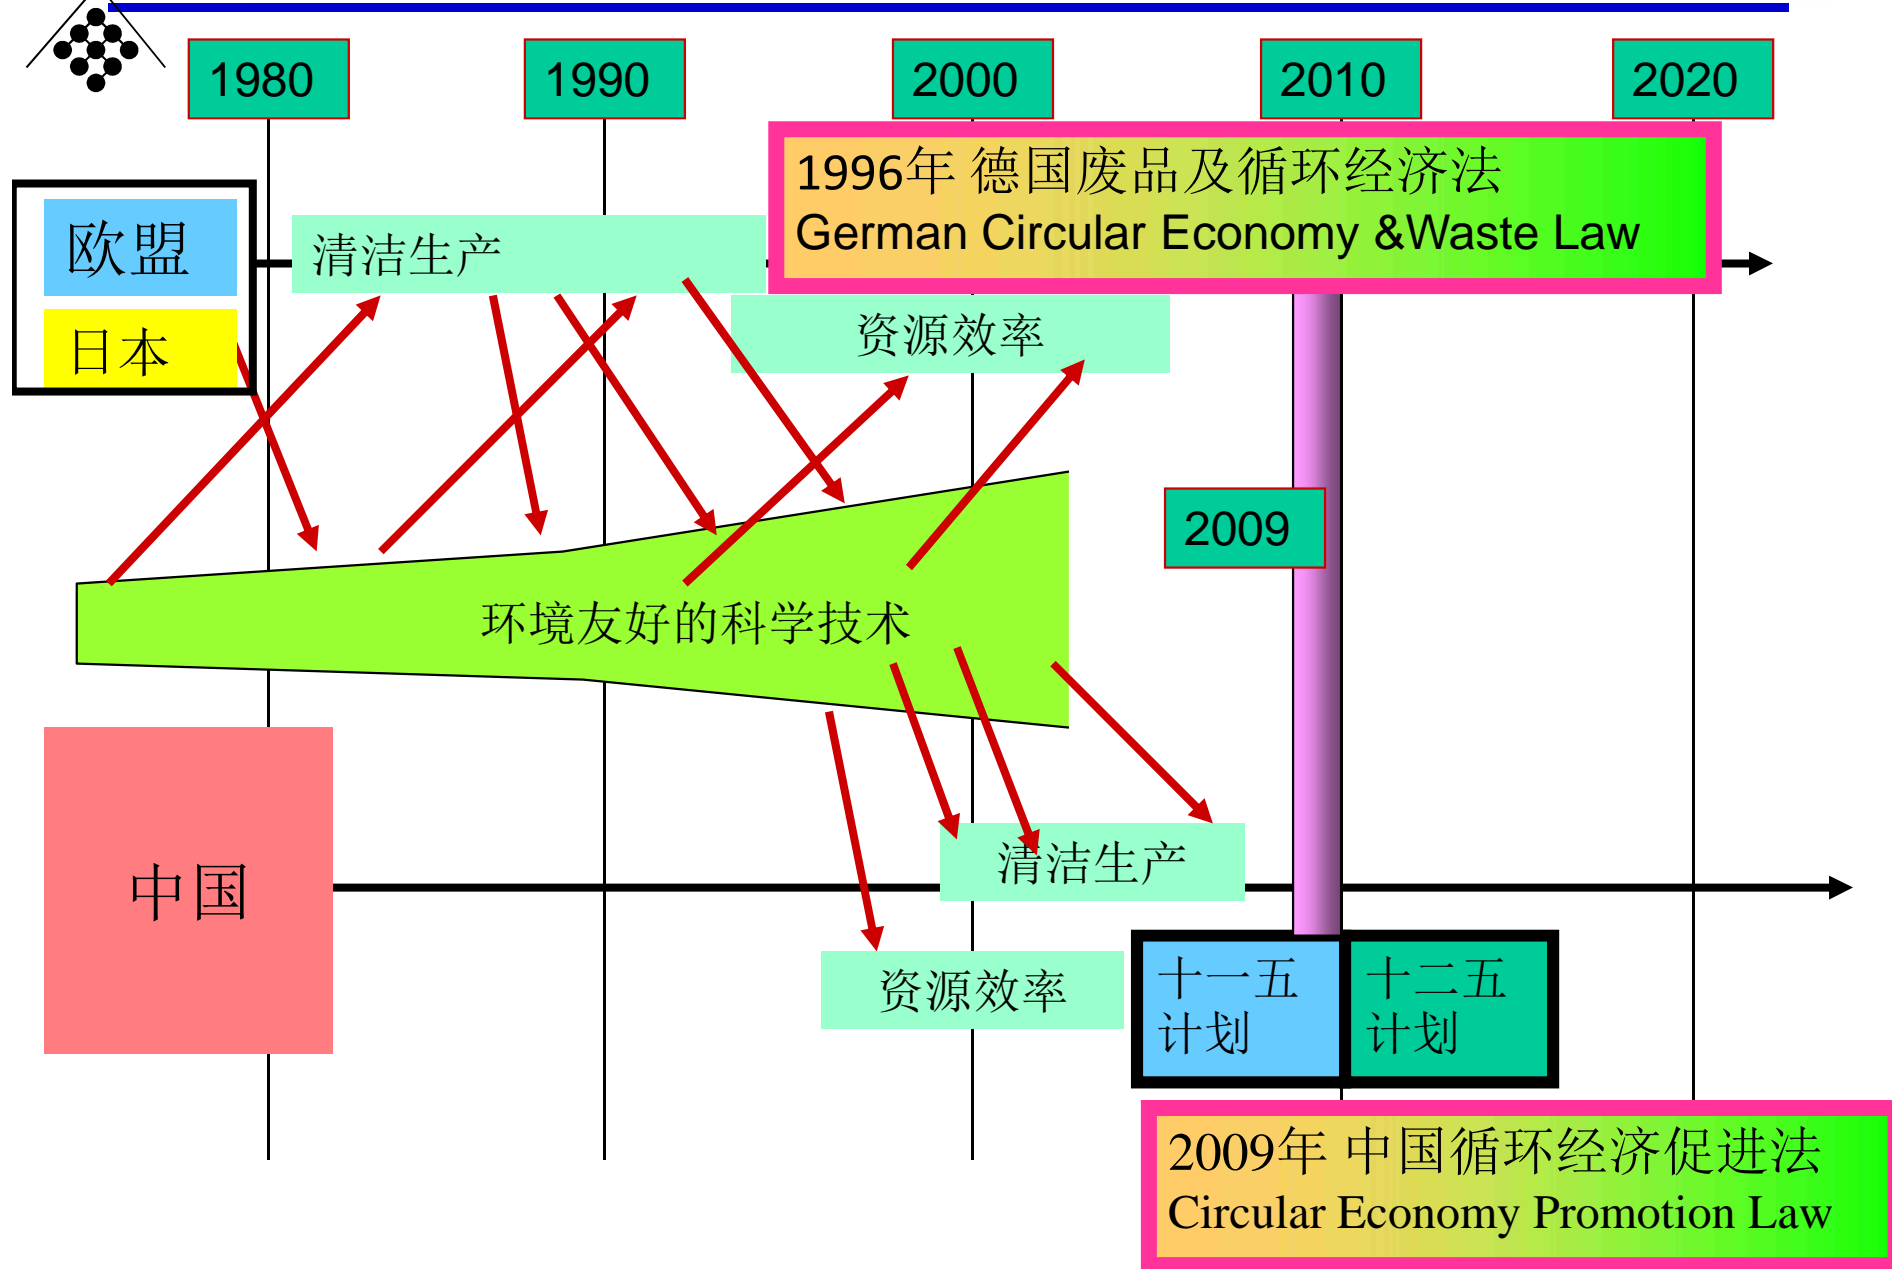 1980
1990
2000
2010
2020
1996年 德国废品及循环经济法
German Circular Economy &Waste Law
欧盟
清洁生产
日本
资源效率
2009
环境友好的科学技术
中国
清洁生产
资源效率
十一五
计划
十二五
计划
2009年 中国循环经济促进法
Circular Economy Promotion Law